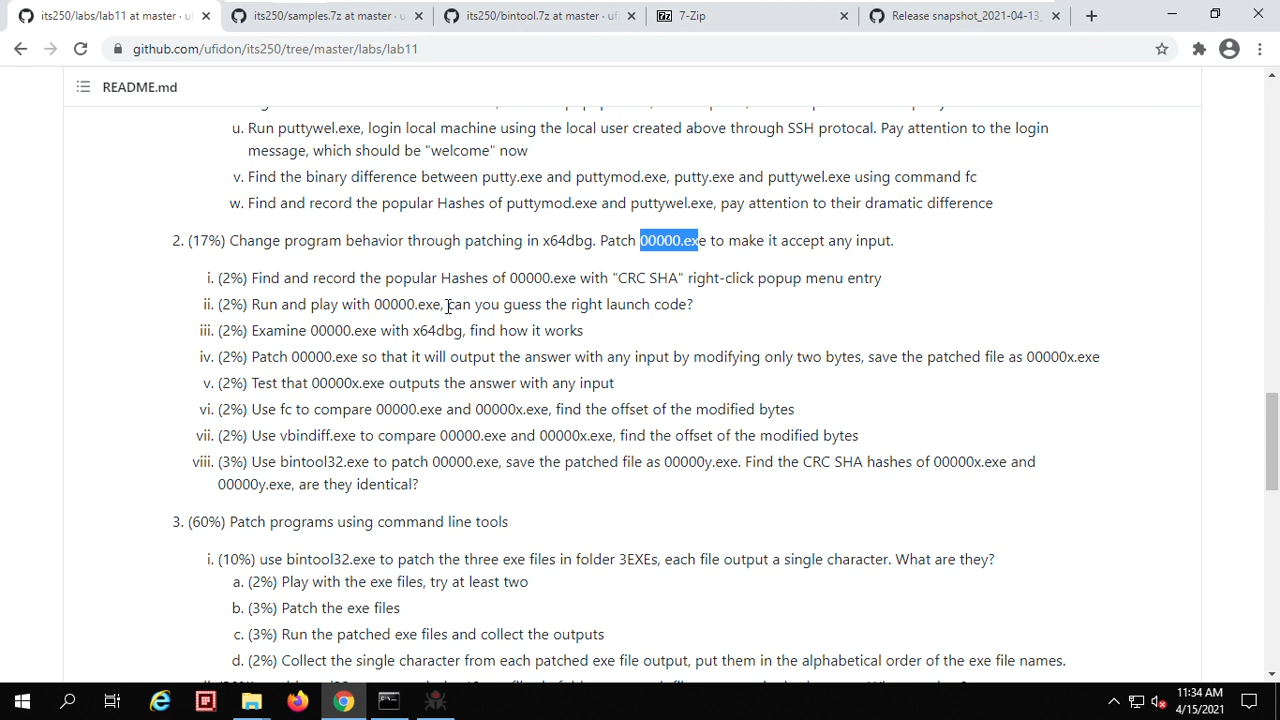 its250/labs/lab11 at master · u
its250/samples.7z at master · u
its250/bintool.7z at master · uf
7-Zip
Release snapshot_2021-04-13_
github.com/ufidon/its250/tree/master/labs/lab11
README.md
u. Run puttywel.exe, login local machine using the local user created above through SSH protocal. Pay attention to the login
message, which should be "welcome" now
v. Find the binary difference between putty.exe and puttymod.exe, putty.exe and puttywel.exe using command fc
w. Find and record the popular Hashes of puttymod.exe and puttywel.exe, pay attention to their dramatic difference
2. (17%) Change program behavior through patching in x64dbg. Patch 00000.exe to make it accept any input.
i. (2%) Find and record the popular Hashes of 00000.exe with "CRC SHA" right-click popup menu entry
ii. (2%) Run and play with 00000.exe, can you guess the right launch code?
iii. (2%) Examine 00000.exe with x64dbg, find how it works
iv. (2%) Patch 00000.exe so that it will output the answer with any input by modifying only two bytes, save the patched file as 00000x.exe
v. (2%) Test that 00000x.exe outputs the answer with any input
vi. (2%) Use fc to compare 00000.exe and 00000x.exe, find the offset of the modified bytes
vii. (2%) Use vbindiff.exe to compare 00000.exe and 00000x.exe, find the offset of the modified bytes
viii. (3%) Use bintool32.exe to patch 00000.exe, save the patched file as 00000y.exe. Find the CRC SHA hashes of 00000x.exe and
00000y.exe, are they identical?
3. (60%) Patch programs using command line tools
i. (10%) use bintool32.exe to patch the three exe files in folder 3EXEs, each file output a single character. What are they?
a. (2%) Play with the exe files, try at least two
b. (3%) Patch the exe files
c. (3%) Run the patched exe files and collect the outputs
d. (2%) Collect the single character from each patched exe file output, put them in the alphabetical order of the exe file names.
11:34 AM
4/15/2021